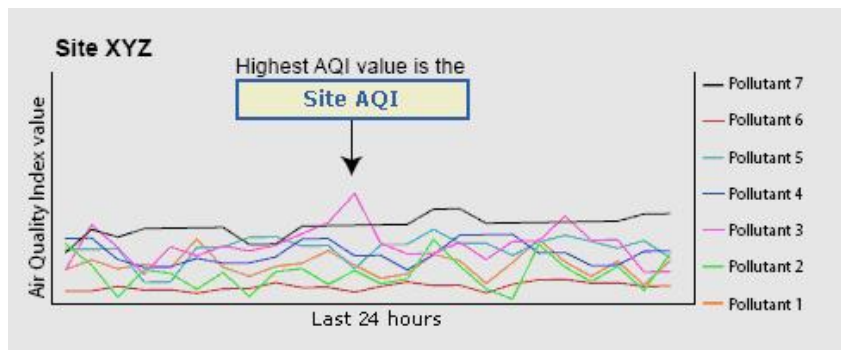 Site XYZ
Highest AQI value is the
Site AQI
Air Quality Index value
Last 24 hours
Pollutant 7
Pollutant 6
Pollutant 5
Pollutant 4
Pollutant 3
Pollutant 2
Pollutant 1